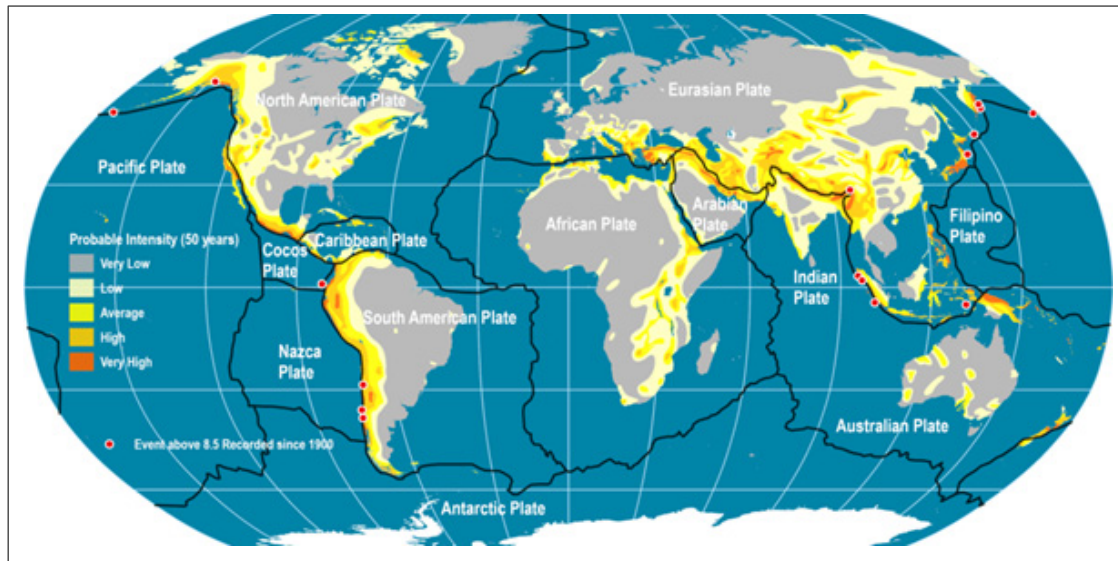 North American Plate
Eurasian Plate
Pacific Plate
African Plate
Arabian
Plate
Filipino
Plate
Probable Intensity (50 years)
Very Low
Low
Average
High
Very High
Caribbean Plate
Cocos
Plate
Indian
Plate
South American Plate
Nazca
Plate
Australian Plate
Event above 8.5 Recorded since 1900
Antarctic Plate